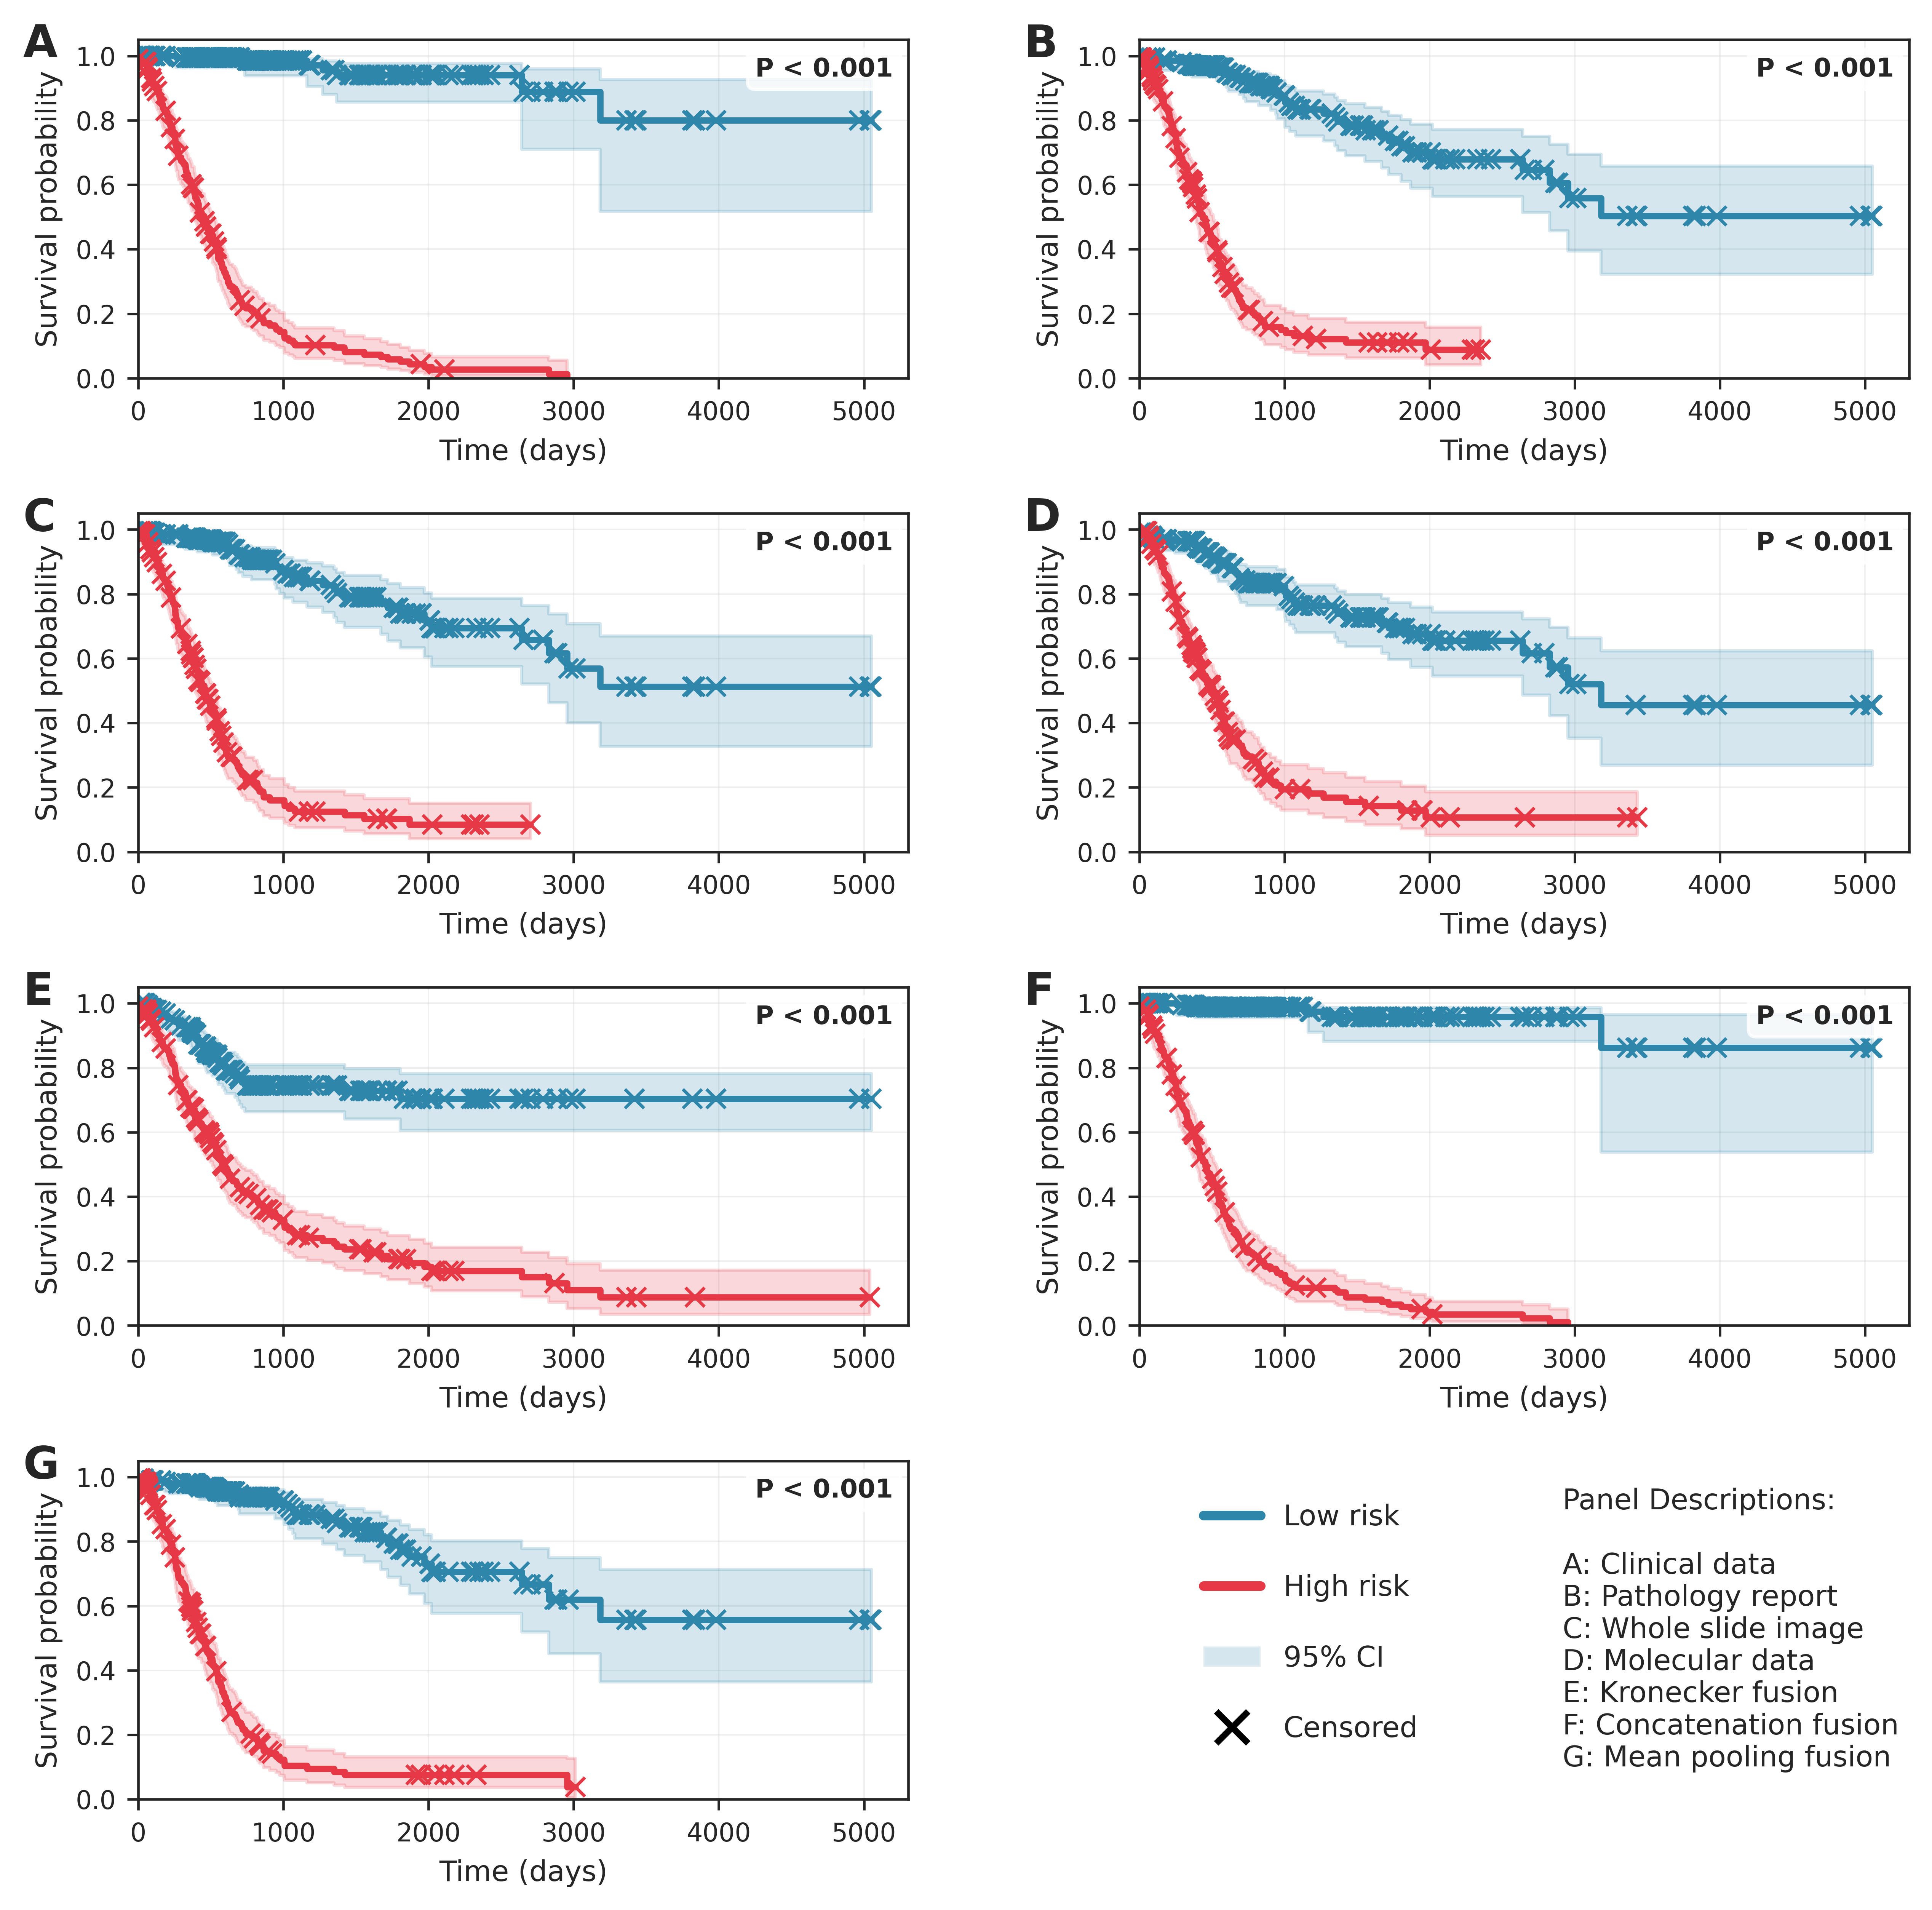 A
P < 0.001
Survival probability
1.0
0.8
0.6
0.4
0.2
0.0
0 1000 2000 3000 4000 5000
Time (days)
B
P < 0.001
Survival probability
1.0
0.8
0.6
0.4
0.2
0.0
0 1000 2000 3000 4000 5000
Time (days)
C
P < 0.001
Survival probability
1.0
0.8
0.6
0.4
0.2
0.0
0 1000 2000 3000 4000 5000
Time (days)
D
P < 0.001
Survival probability
1.0
0.8
0.6
0.4
0.2
0.0
0 1000 2000 3000 4000 5000
Time (days)
E
P < 0.001
Survival probability
1.0
0.8
0.6
0.4
0.2
0.0
0 1000 2000 3000 4000 5000
Time (days)
F
P < 0.001
Survival probability
1.0
0.8
0.6
0.4
0.2
0.0
0 1000 2000 3000 4000 5000
Time (days)
G
P < 0.001
Survival probability
1.0
0.8
0.6
0.4
0.2
0.0
0 1000 2000 3000 4000 5000
Time (days)
Low risk
High risk
95% CI
Censored
Panel Descriptions:
A: Clinical data
B: Pathology report
C: Whole slide image
D: Molecular data
E: Kronecker fusion
F: Concatenation fusion
G: Mean pooling fusion